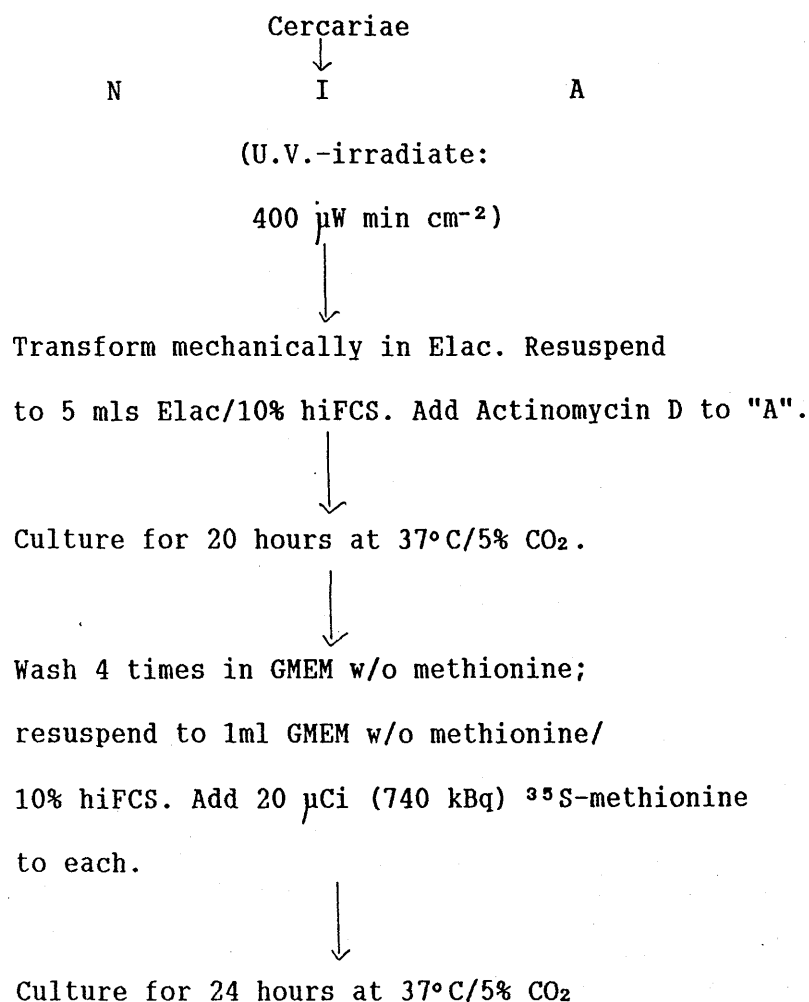 Cercariae
N I A
(U.V.-irradiate:
400 μW min cm⁻²)
Transform mechanically in Elac. Resuspend
to 5 mls Elac/10% hiFCS. Add Actinomycin D to "A".
Culture for 20 hours at 37°C/5% CO₂.
Wash 4 times in GMEM w/o methionine;
resuspend to 1ml GMEM w/o methionine/
10% hiFCS. Add 20 μCi (740 kBq) ³⁵S-methionine
to each.
Culture for 24 hours at 37°C/5% CO₂